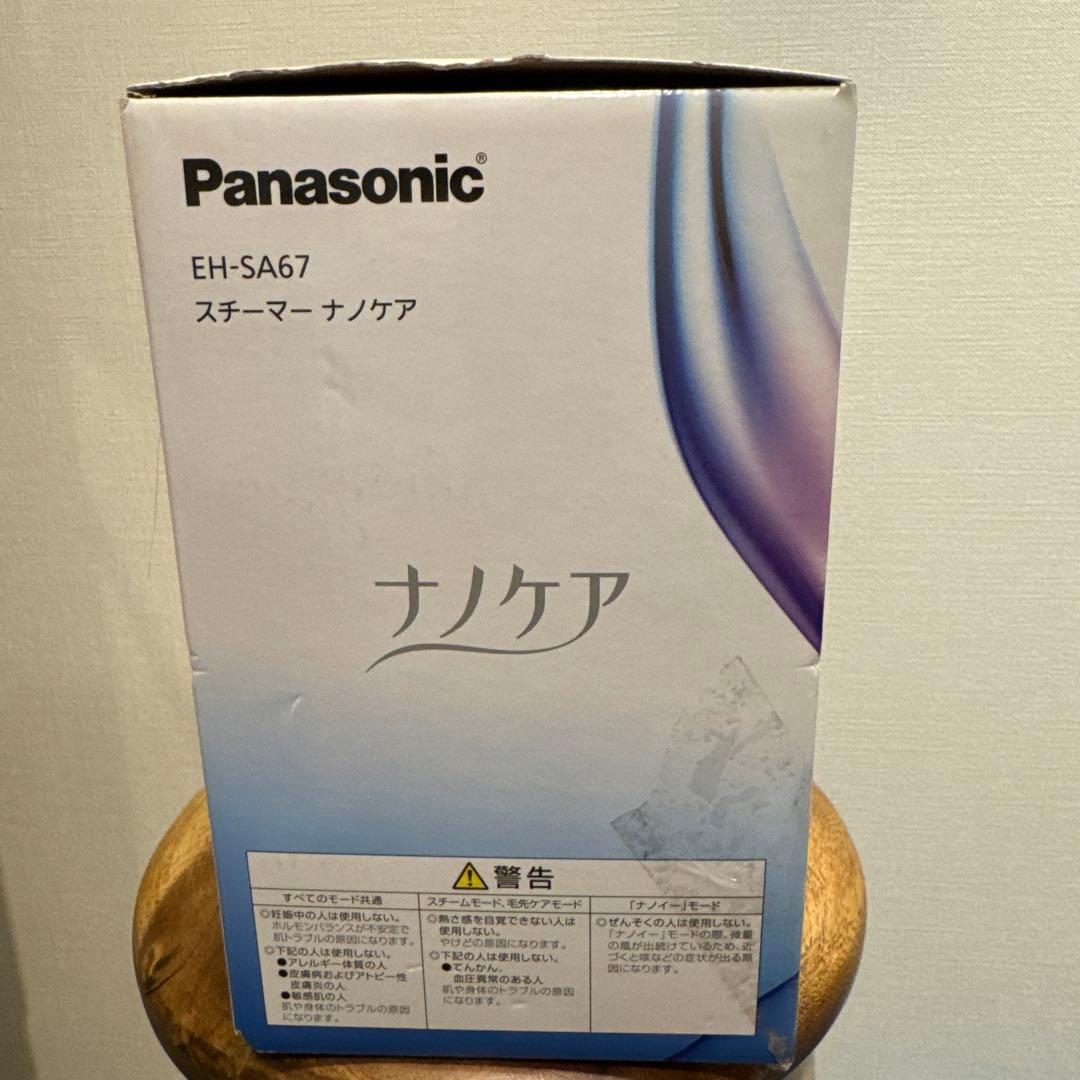 Panasonic®
EH-SA67
スチーマー ナノケア
ナノケア
警告
すべてのモード共通
◎妊娠中の人は使用しない。
ホルモンバランスが不安定で
肌トラブルの原因になります。
◎下記の人は使用しない。
●アレルギー体質の人
●皮膚病およびアトピー性
皮膚炎の人
●敏感肌の人
肌や身体のトラブルの原因
になります。
スチームモード、毛先ケアモード
◎熱さ感を自覚できない人は
使用しない。
やけどの原因になります。
◎下記の人は使用しない。
●てんかん、
血圧異常のある人
肌や身体のトラブルの原因
になります。
「ナノイー」モード
◎ぜんそくの人は使用しない。
「ナノイー」モードの際、微量
の風が出続けているため、近
づくと咳などの症状が出る原
因になります。